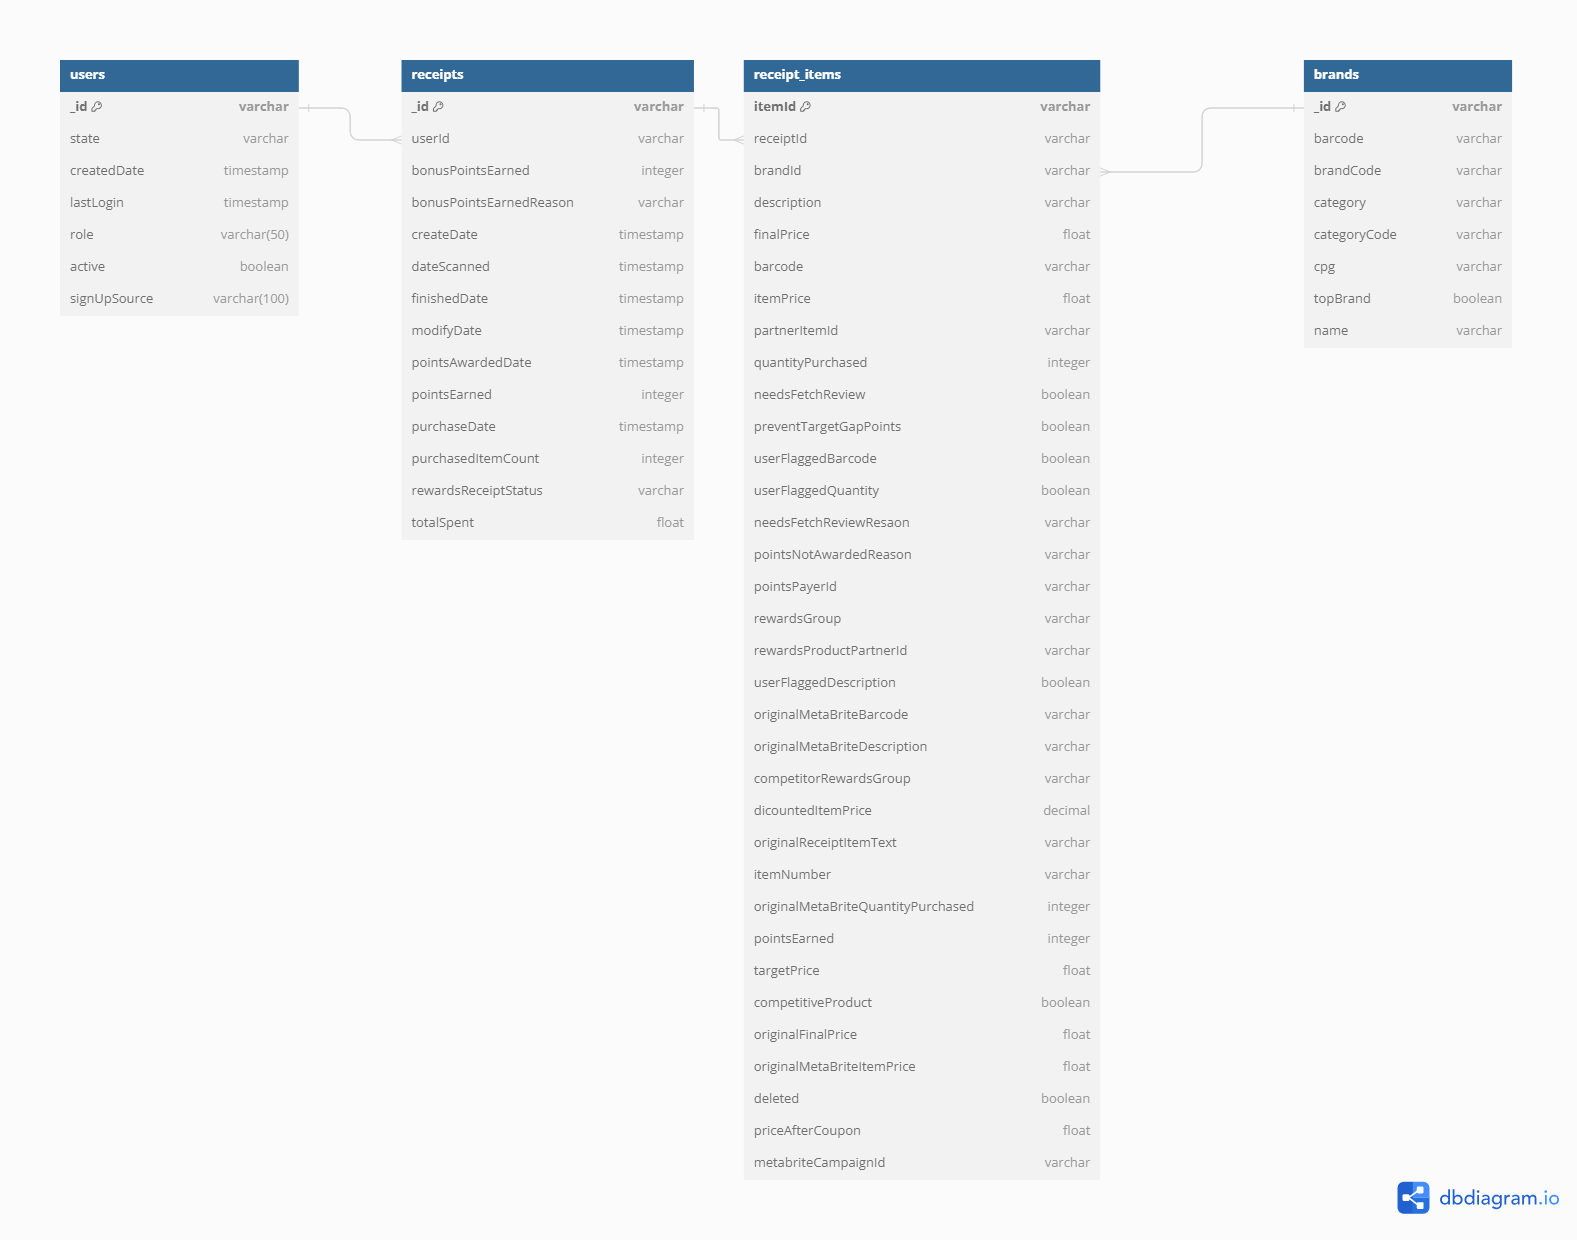 users
_id varchar
state varchar
createdDate timestamp
lastLogin timestamp
role varchar(50)
active boolean
signUpSource varchar(100)
receipts
_id varchar
userId varchar
bonusPointsEarned integer
bonusPointsEarnedReason varchar
createDate timestamp
dateScanned timestamp
finishedDate timestamp
modifyDate timestamp
pointsAwardedDate timestamp
pointsEarned integer
purchaseDate timestamp
purchasedItemCount integer
rewardsReceiptStatus varchar
totalSpent float
receipt_items
itemId varchar
receiptId varchar
brandId varchar
description varchar
finalPrice float
barcode varchar
itemPrice float
partnerItemId varchar
quantityPurchased integer
needsFetchReview boolean
preventTargetGapPoints boolean
userFlaggedBarcode boolean
userFlaggedQuantity boolean
needsFetchReviewResaon varchar
pointsNotAwardedReason varchar
pointsPayerId varchar
rewardsGroup varchar
rewardsProductPartnerId varchar
userFlaggedDescription boolean
originalMetaBriteBarcode varchar
originalMetaBriteDescription varchar
competitorRewardsGroup varchar
dicountedItemPrice decimal
originalReceiptItemText varchar
itemNumber varchar
originalMetaBriteQuantityPurchased integer
pointsEarned integer
targetPrice float
competitiveProduct boolean
originalFinalPrice float
originalMetaBriteItemPrice float
deleted boolean
priceAfterCoupon float
metabriteCampaignId varchar
brands
_id varchar
barcode varchar
brandCode varchar
category varchar
categoryCode varchar
cpg varchar
topBrand boolean
name varchar
dbdiagram.io